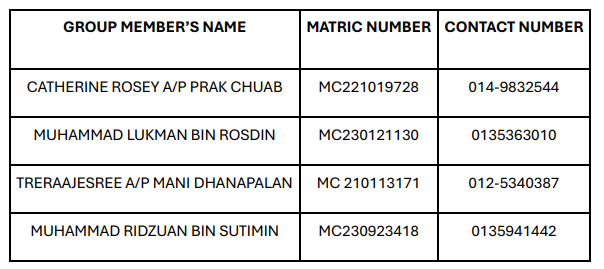 GROUP MEMBER’S NAME MATRIC NUMBER CONTACT NUMBER
CATHERINE ROSEY A/P PRAK CHUAB MC221019728 014-9832544
MUHAMMAD LUKMAN BIN ROSDIN MC230121130 0135363010
TRERAAJESREE A/P MANI DHANAPALAN MC 210113171 012-5340387
MUHAMMAD RIDZUAN BIN SUTIMIN MC230923418 0135941442